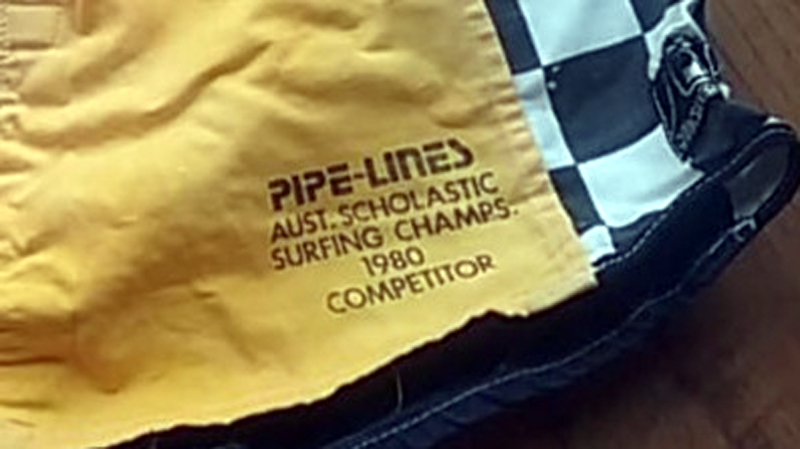 PIPE-LINES
AUST. SCHOLASTIC
SURFING CHAMPS.
1980
COMPETITOR